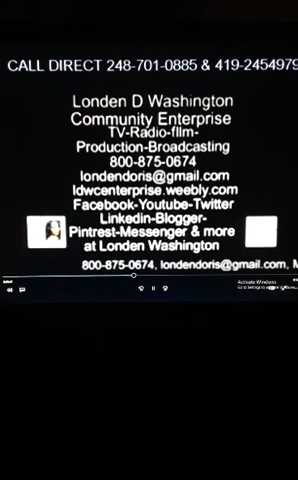 CALL DIRECT 248-701-0885 & 419-2454979
Londen D Washington
Community Enterprise
TV-Radio-fIlm-
Production-Broadcasting
800-875-0674
londendoris@gmail.com
ldwcenterprise.weebly.com
Facebook-Youtube-Twitter
Linkedin-Blogger-
Pintrest-Messenger & more
at Londen Washington
800-875-0674, londendoris@gmail.com, M
Activate Windows